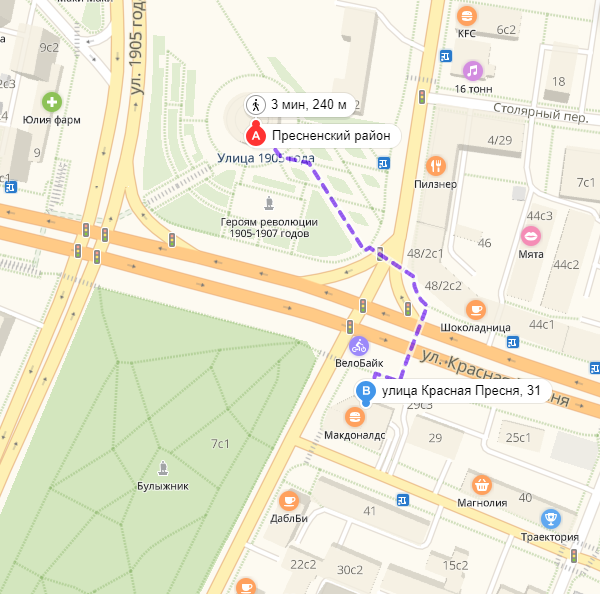 9с2
ул. 1905 год
KFC
6с2
16 тонн
18
Столярный пер.
Юлия фарм
9
3 мин, 240 м
A
Пресненский район
Улица 1905 года
4/29
Пилзнер
7с1
Героям революции
1905-1907 годов
44с3
46
Мята
44с2
48/2с1
48/2с2
Шоколадница
44с1
ВелоБайк
ул. Красная Пресня
B
улица Красная Пресня, 31
29с3
Макдоналдс
29
25с1
7с1
Булыжник
Магнолия
40
ДаблБи
41
Траектория
22с2
30с2
15с2